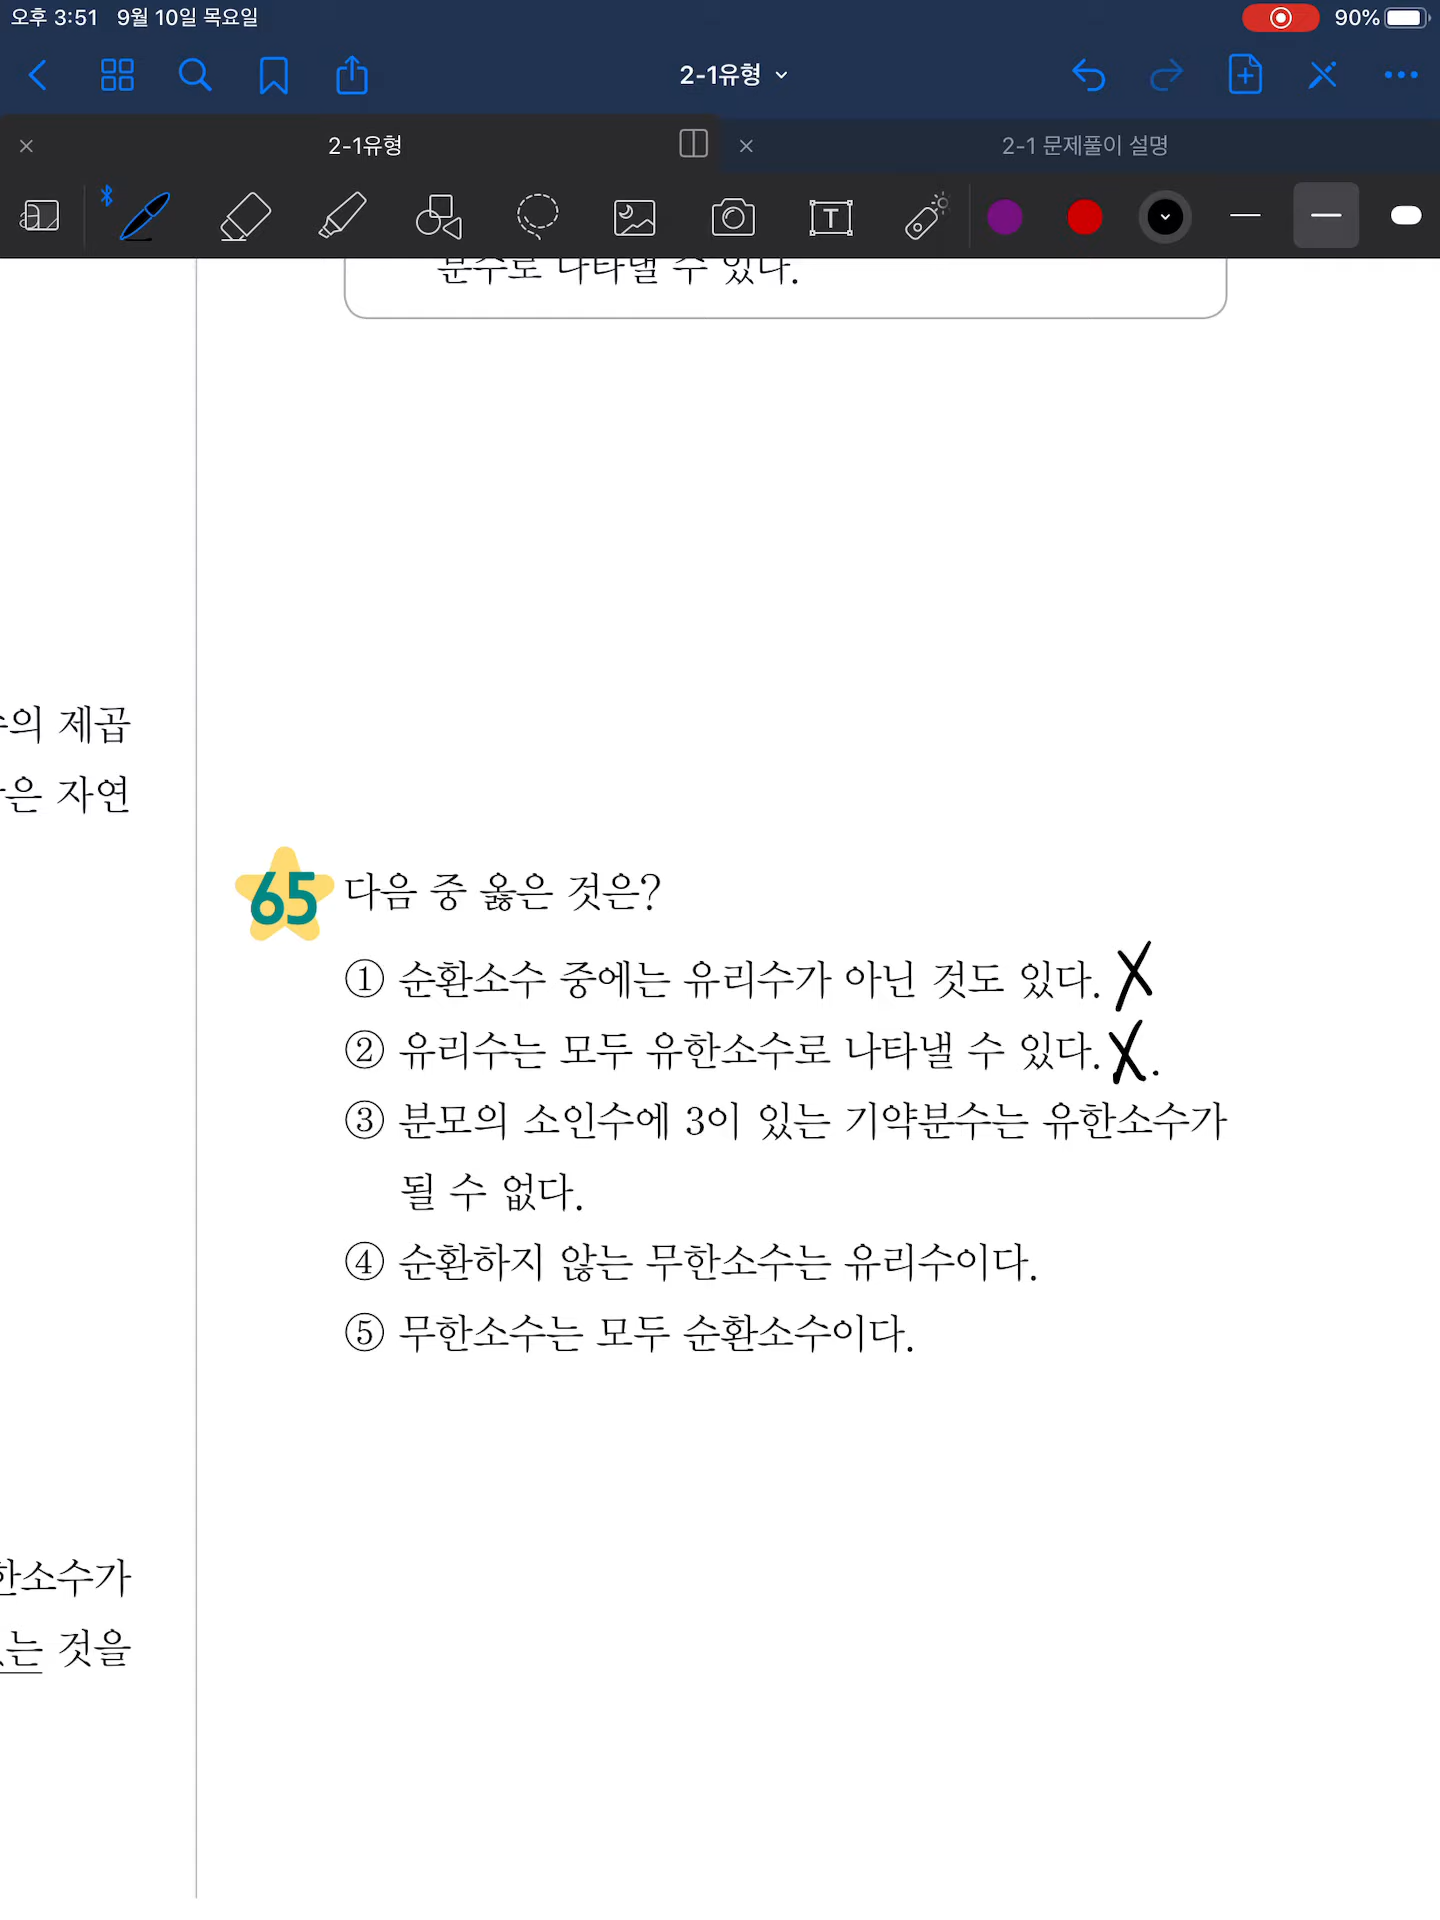 오후 3:51 9월 10일 목요일 90%
2-1유형
2-1유형 2-1 문제풀이 설명
분수로 나타낼 수 있다.
의 제곱
은 자연
65 다음 중 옳은 것은?
① 순환소수 중에는 유리수가 아닌 것도 있다. X
② 유리수는 모두 유한소수로 나타낼 수 있다. X.
③ 분모의 소인수에 3이 있는 기약분수는 유한소수가
될 수 없다.
④ 순환하지 않는 무한소수는 유리수이다.
⑤ 무한소수는 모두 순환소수이다.
한소수가
는 것을